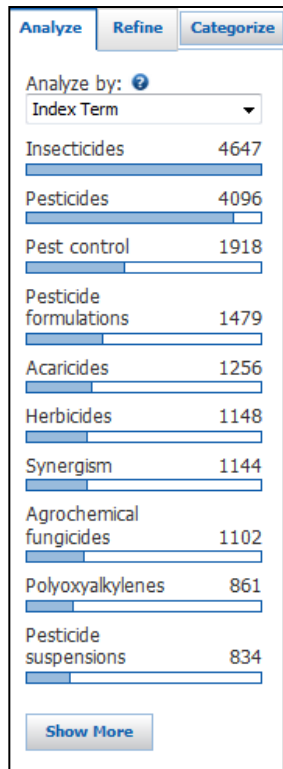 Analyze Refine Categorize
Analyze by: ?
Index Term
Insecticides 4647
Pesticides 4096
Pest control 1918
Pesticide
formulations 1479
Acaricides 1256
Herbicides 1148
Synergism 1144
Agrochemical
fungicides 1102
Polyoxyalkylenes 861
Pesticide
suspensions 834
Show More